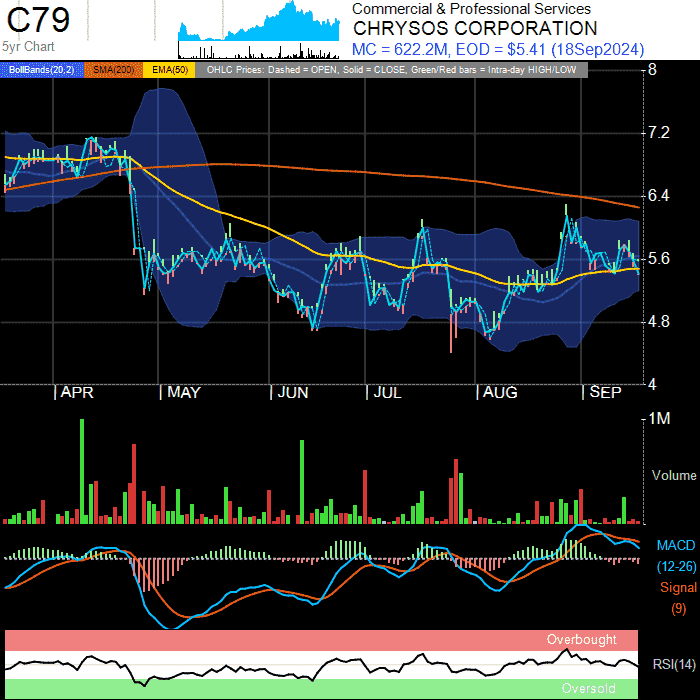 C79
5yr Chart
Commercial & Professional Services
CHRYSOS CORPORATION
MC = 622.2M, EOD = $5.41 (18Sep2024)
BollBands(20,2) SMA(200) EMA(50) OHLC Prices: Dashed = OPEN, Solid = CLOSE, Green/Red bars = Intra-day HIGH/LOW
8
7.2
6.4
5.6
4.8
4
APR MAY JUN JUL AUG SEP
1M
Volume
MACD
(12-26)
Signal
(9)
Overbought
RSI(14)
Oversold